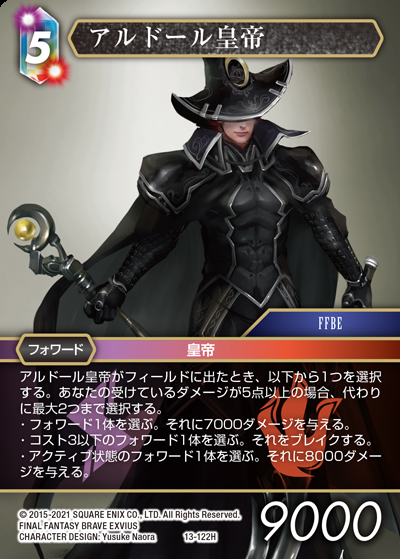 5
アルドール皇帝
FFBE
フォワード
皇帝
アルドール皇帝がフィールドに出たとき、以下から1つを選択
する。あなたの受けているダメージが5点以上の場合、代わり
に最大2つまで選択する。
・フォワード1体を選ぶ。それに7000ダメージを与える。
・コスト3以下のフォワード1体を選ぶ。それをブレイクする。
・アクティブ状態のフォワード1体を選ぶ。それに8000ダメー
ジを与える。
© 2015-2021 SQUARE ENIX CO., LTD. All Rights Reserved.
FINAL FANTASY BRAVE EXVIUS
CHARACTER DESIGN: Yusuke Naora
13-122H
9000